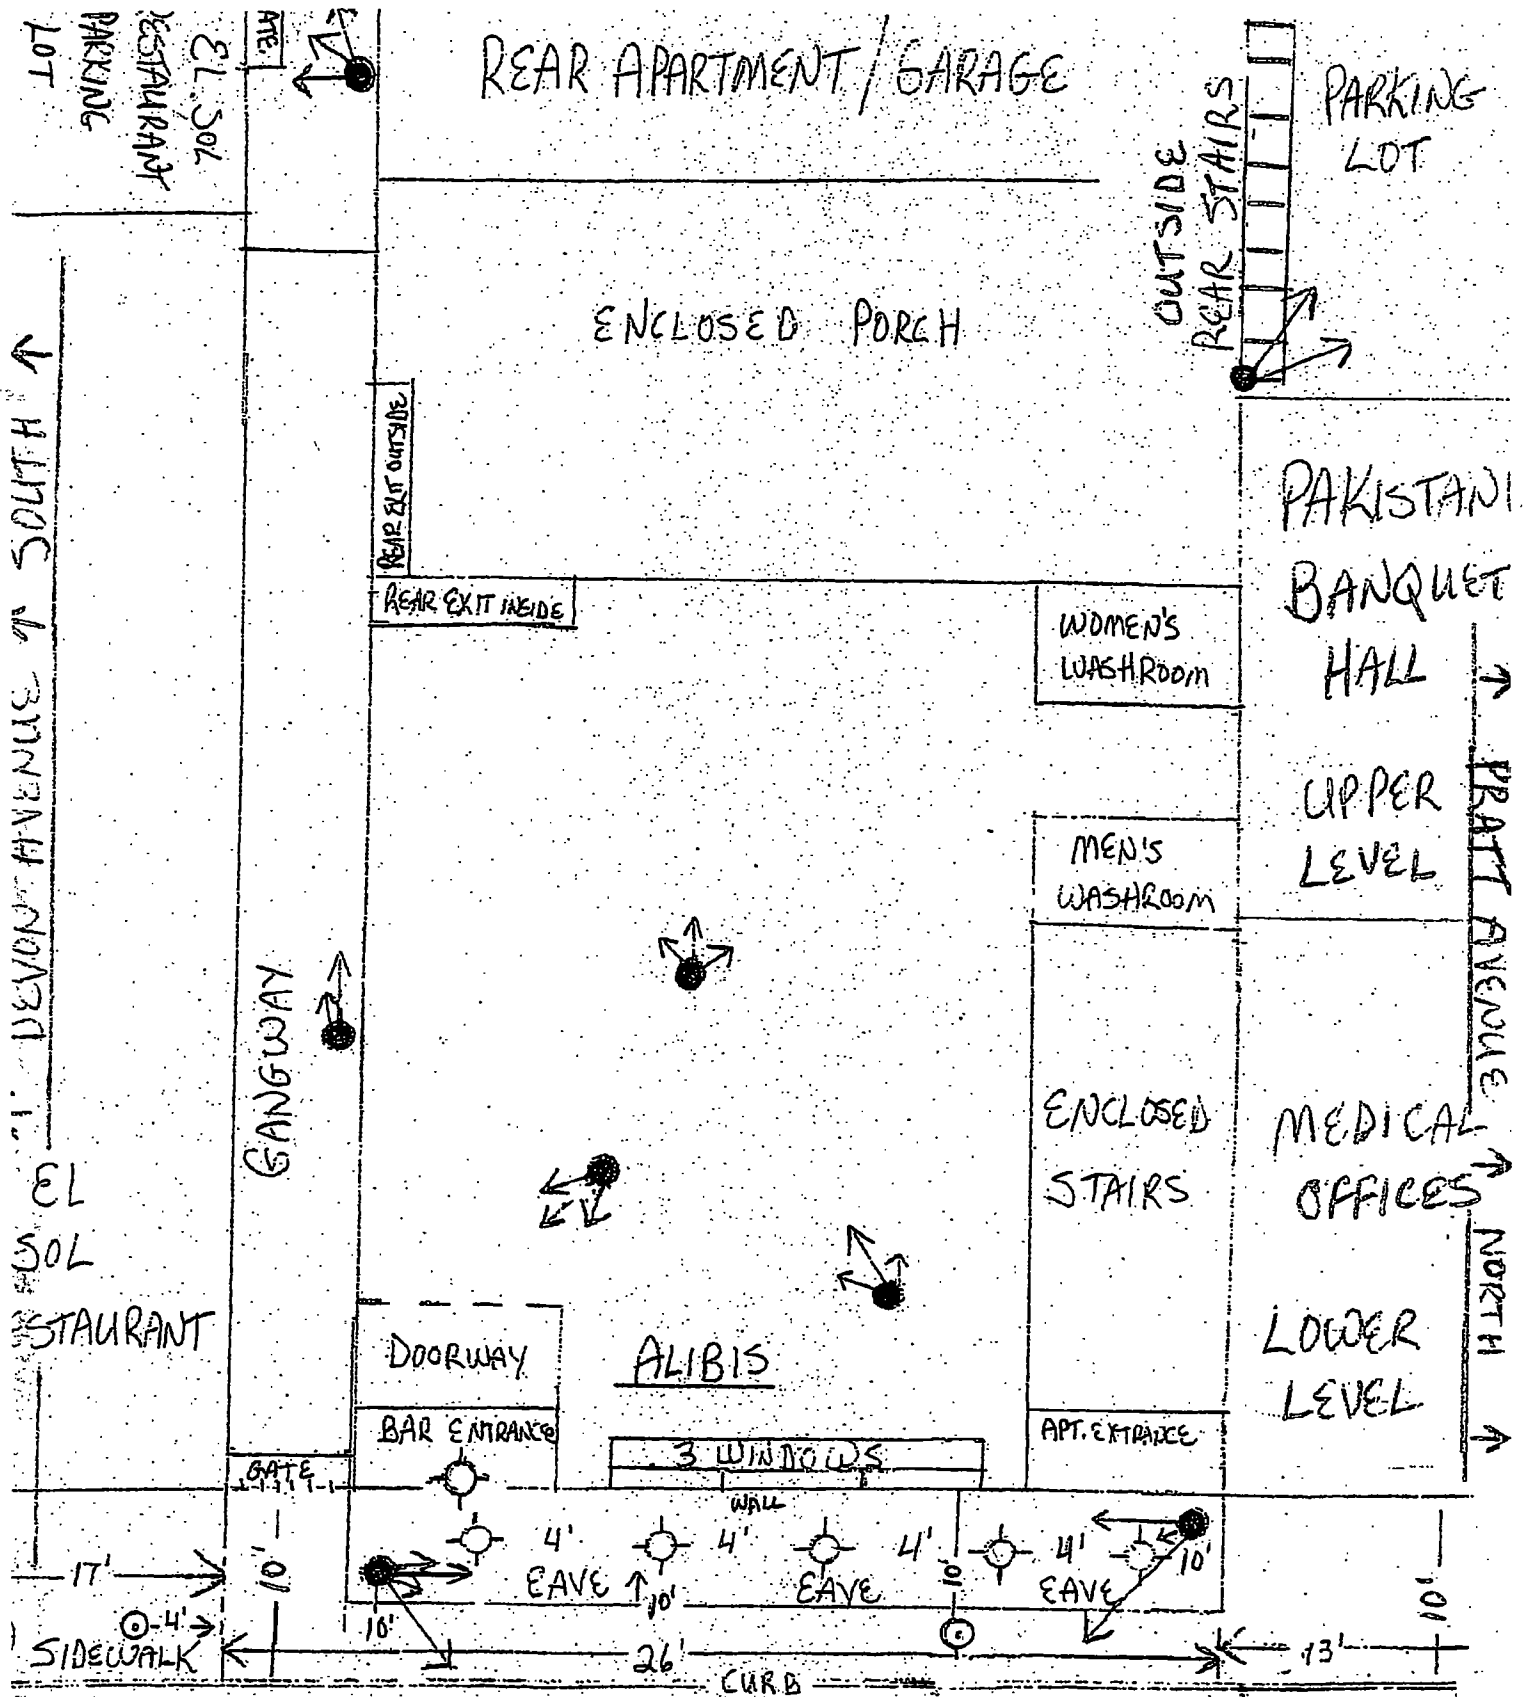 EL SOL
RESTAURANT
PARKING
LOT
REAR APARTMENT / GARAGE
OUTSIDE
REAR STAIRS
PARKING
LOT
ENCLOSED PORCH
REAR EXIT OUTSIDE
REAR EXIT INSIDE
WOMEN'S
WASHROOM
MEN'S
WASHROOM
PAKISTANI
BANQUET
HALL
UPPER
LEVEL
DEVON AVENUE to SOUTH
PRATT AVENUE
NORTH
GANGWAY
ENCLOSED
STAIRS
MEDICAL
OFFICES
LOWER
LEVEL
EL
SOL
STAURANT
DOORWAY
ALIBIS
BAR ENTRANCE
3 WINDOWS
APT. EXTRANCE
GATE
WALL
4' 4' 4' 4'
EAVE EAVE EAVE
17' 10' 10' 10' 10' 10' 10'
4'
SIDEWALK
26'
13'
CURB